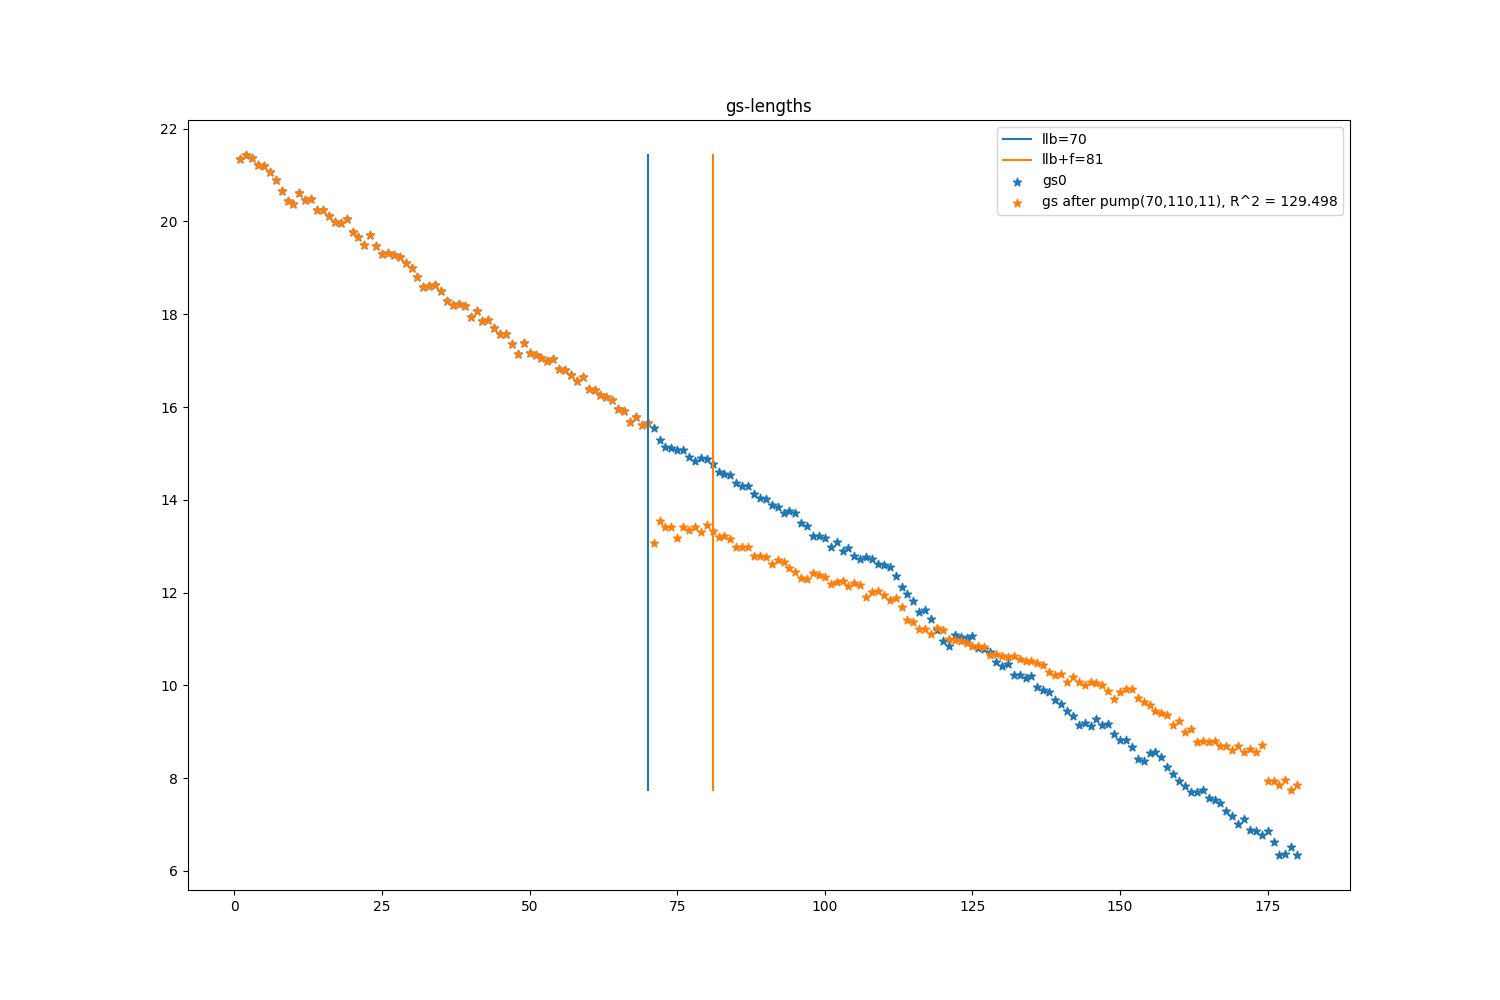 gs-lengths
22
20
18
16
14
12
10
8
6
0 25 50 75 100 125 150 175
llb=70
llb+f=81
gs0
gs after pump(70,110,11), R^2 = 129.498